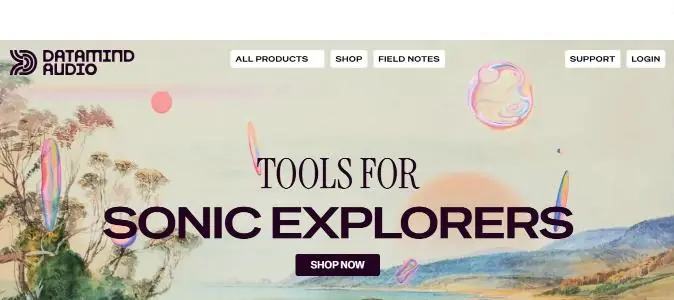 DATAMIND
AUDIO
ALL PRODUCTS
SHOP
FIELD NOTES
SUPPORT
LOGIN
TOOLS FOR
SONIC EXPLORERS
SHOP NOW